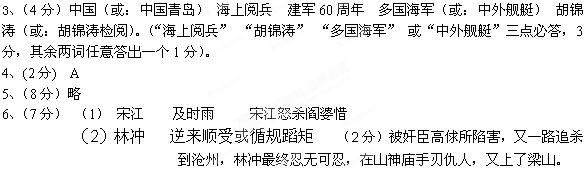 3、（4分）中国（或：中国青岛） 海上阅兵 建军60周年 多国海军（或：中外舰艇） 胡锦
涛（或：胡锦涛检阅）。（“海上阅兵” “胡锦涛” “多国海军” 或“中外舰艇”三点必答，3
分，其余两词任意答出一个1分）。
4、(2分) A
5、（8分）略
6、（7分） （1） 宋江 及时雨 宋江怒杀阎婆惜
（2）林冲 逆来顺受或循规蹈矩 （2分）被奸臣高俅所陷害，又一路追杀
到沧州，林冲最终忍无可忍，在山神庙手刃仇人，又上了梁山。